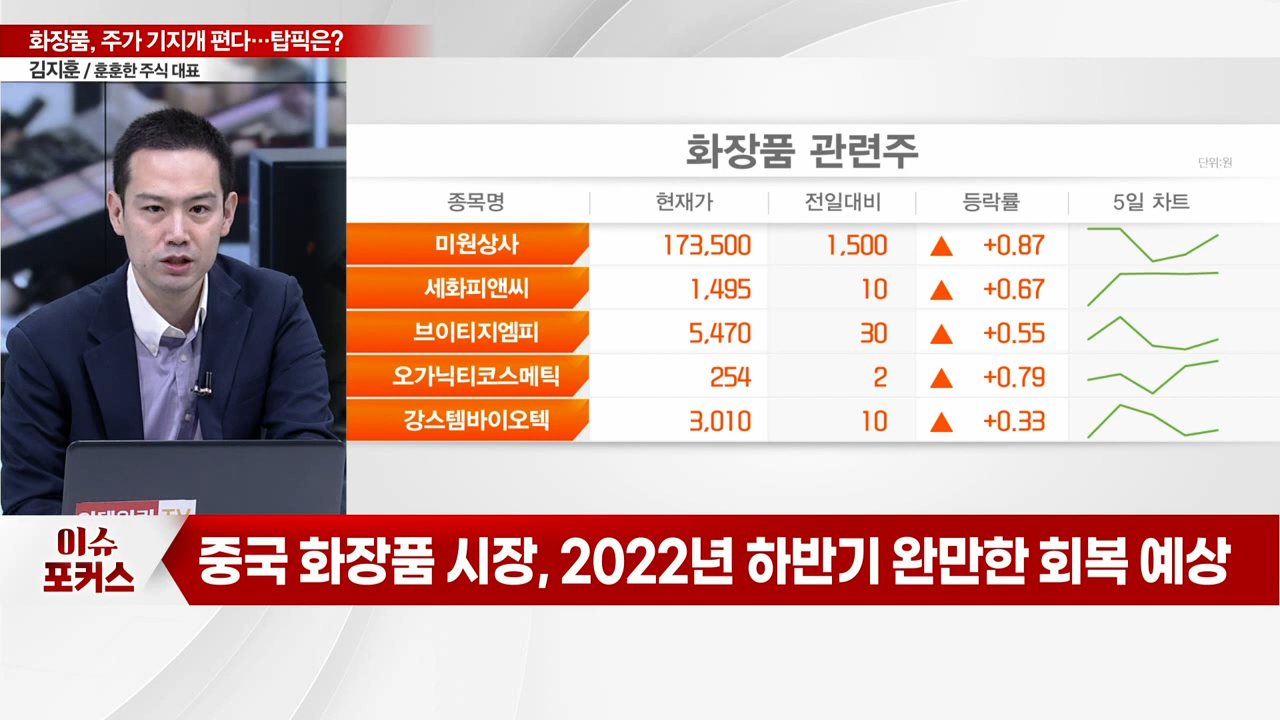 화장품, 주가 기지개 편다…탑픽은?
김지훈 / 훈훈한 주식 대표
화장품 관련주
단위:원
종목명 현재가 전일대비 등락률 5일 차트
미원상사 173,500 1,500 ▲ +0.87
세화피앤씨 1,495 10 ▲ +0.67
브이티지엠피 5,470 30 ▲ +0.55
오가닉티코스메틱 254 2 ▲ +0.79
강스템바이오텍 3,010 10 ▲ +0.33
이슈
포커스
중국 화장품 시장, 2022년 하반기 완만한 회복 예상